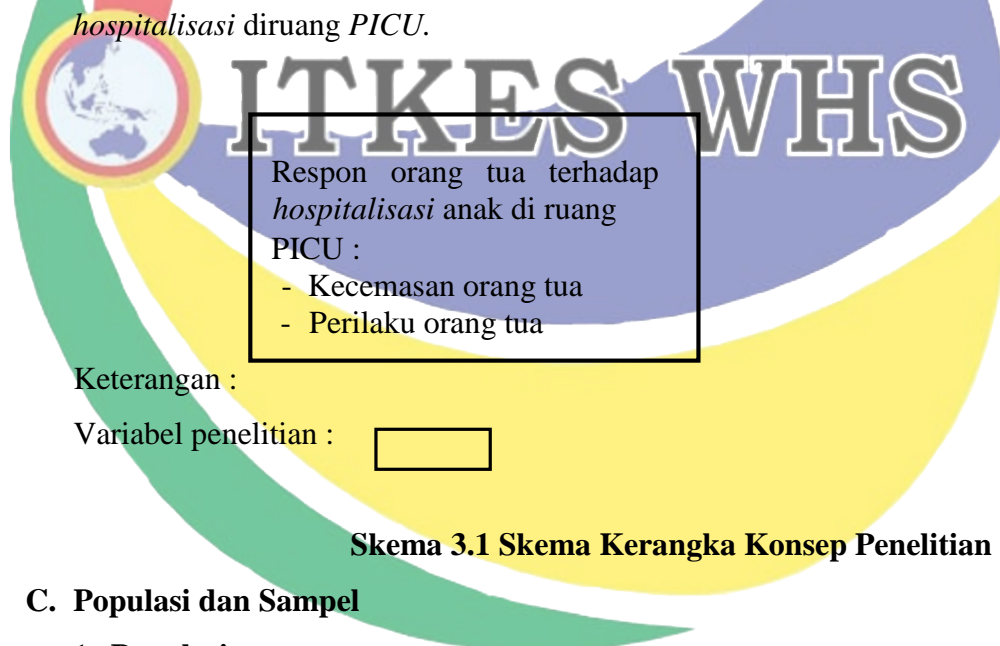 hospitalisasi diruang PICU.
ITKES WHS
Respon orang tua terhadap
hospitalisasi anak di ruang
PICU :
- Kecemasan orang tua
- Perilaku orang tua
Keterangan :
Variabel penelitian :
Skema 3.1 Skema Kerangka Konsep Penelitian
C. Populasi dan Sampel